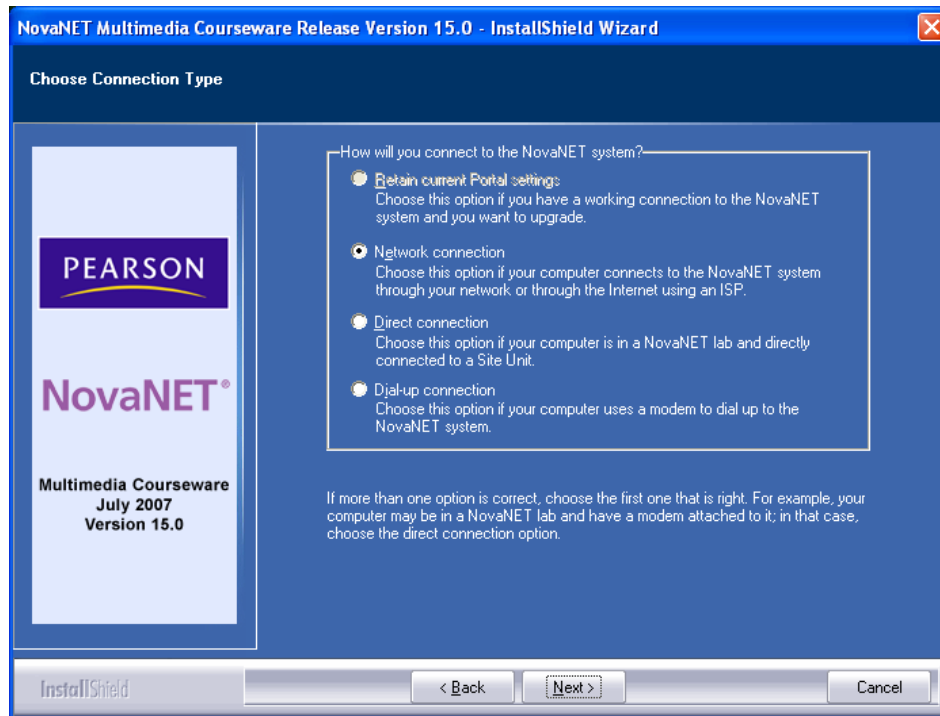 NovaNET Multimedia Courseware Release Version 15.0 - InstallShield Wizard
Choose Connection Type
PEARSON
NovaNET®
Multimedia Courseware
July 2007
Version 15.0
How will you connect to the NovaNET system?
Retain current Portal settings
Choose this option if you have a working connection to the NovaNET
system and you want to upgrade.
Network connection
Choose this option if your computer connects to the NovaNET system
through your network or through the Internet using an ISP.
Direct connection
Choose this option if your computer is in a NovaNET lab and directly
connected to a Site Unit.
Dial-up connection
Choose this option if your computer uses a modem to dial up to the
NovaNET system.
If more than one option is correct, choose the first one that is right. For example, your
computer may be in a NovaNET lab and have a modem attached to it; in that case,
choose the direct connection option.
InstallShield
< Back
Next >
Cancel